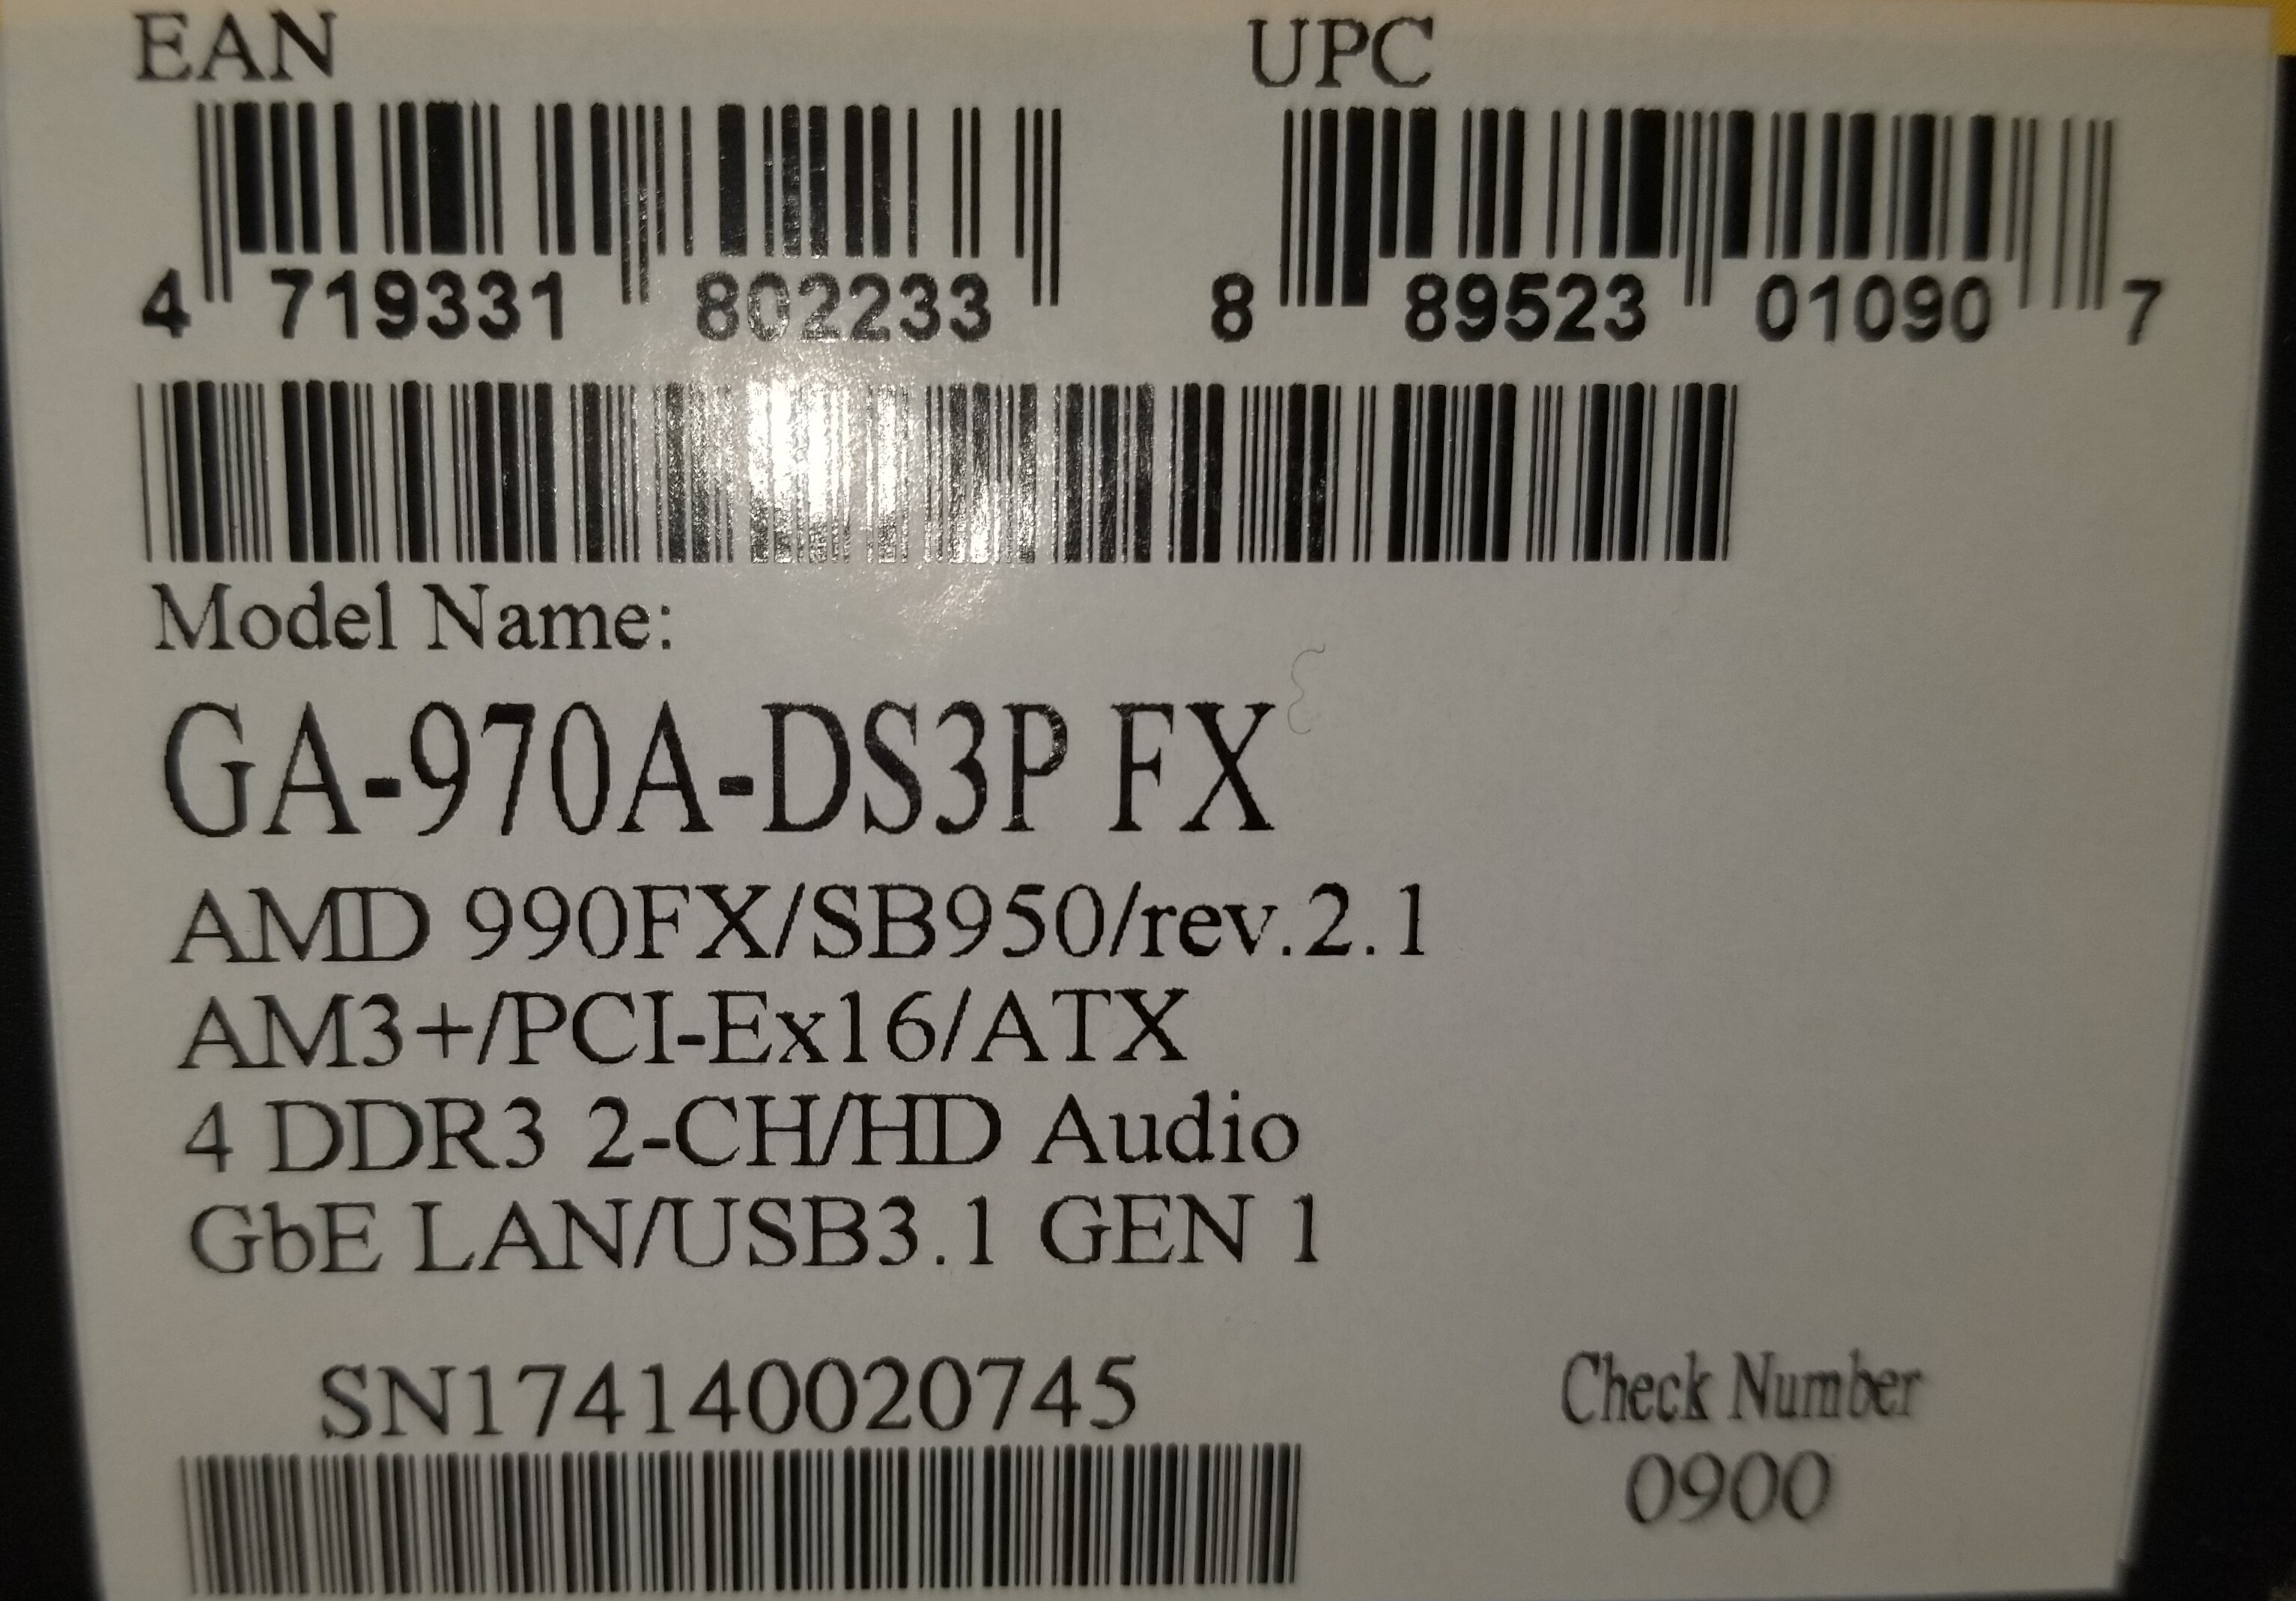 EAN UPC
4 719331 802233 8 89523 01090 7
Model Name:
GA-970A-DS3P FX
AMD 990FX/SB950/rev.2.1
AM3+/PCI-Ex16/ATX
4 DDR3 2-CH/HD Audio
GbE LAN/USB3.1 GEN 1
SN174140020745
Check Number
0900